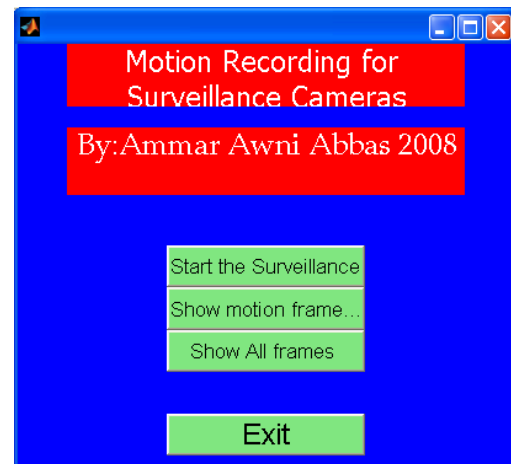 Motion Recording for
Surveillance Cameras
By:Ammar Awni Abbas 2008
Start the Surveillance
Show motion frame...
Show All frames
Exit